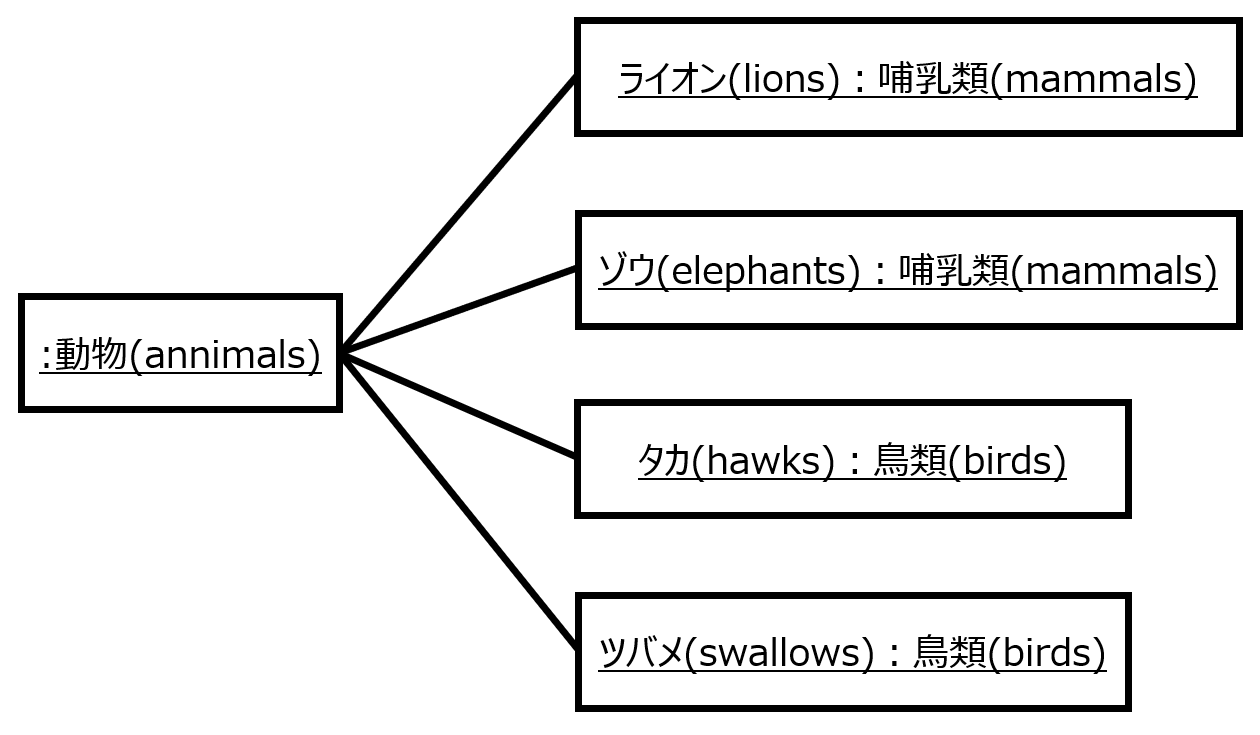 ライオン(lions) : 哺乳類(mammals)
ゾウ(elephants) : 哺乳類(mammals)
:動物(annimals)
タカ(hawks) : 鳥類(birds)
ツバメ(swallows) : 鳥類(birds)